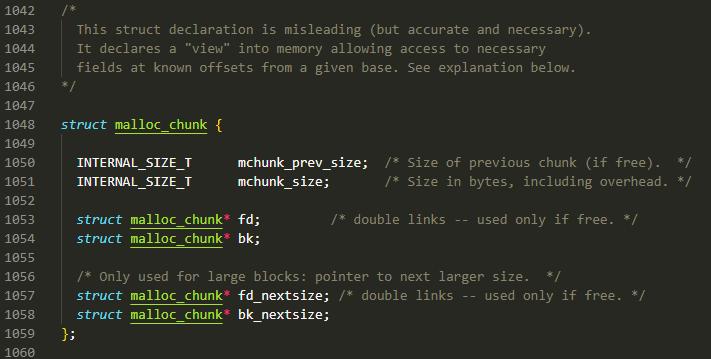 1042 /*
1043 This struct declaration is misleading (but accurate and necessary).
1044 It declares a "view" into memory allowing access to necessary
1045 fields at known offsets from a given base. See explanation below.
1046 */
1047
1048 struct malloc_chunk {
1049
1050 INTERNAL_SIZE_T mchunk_prev_size; /* Size of previous chunk (if free). */
1051 INTERNAL_SIZE_T mchunk_size; /* Size in bytes, including overhead. */
1052
1053 struct malloc_chunk* fd; /* double links -- used only if free. */
1054 struct malloc_chunk* bk;
1055
1056 /* Only used for large blocks: pointer to next larger size. */
1057 struct malloc_chunk* fd_nextsize; /* double links -- used only if free. */
1058 struct malloc_chunk* bk_nextsize;
1059 };
1060